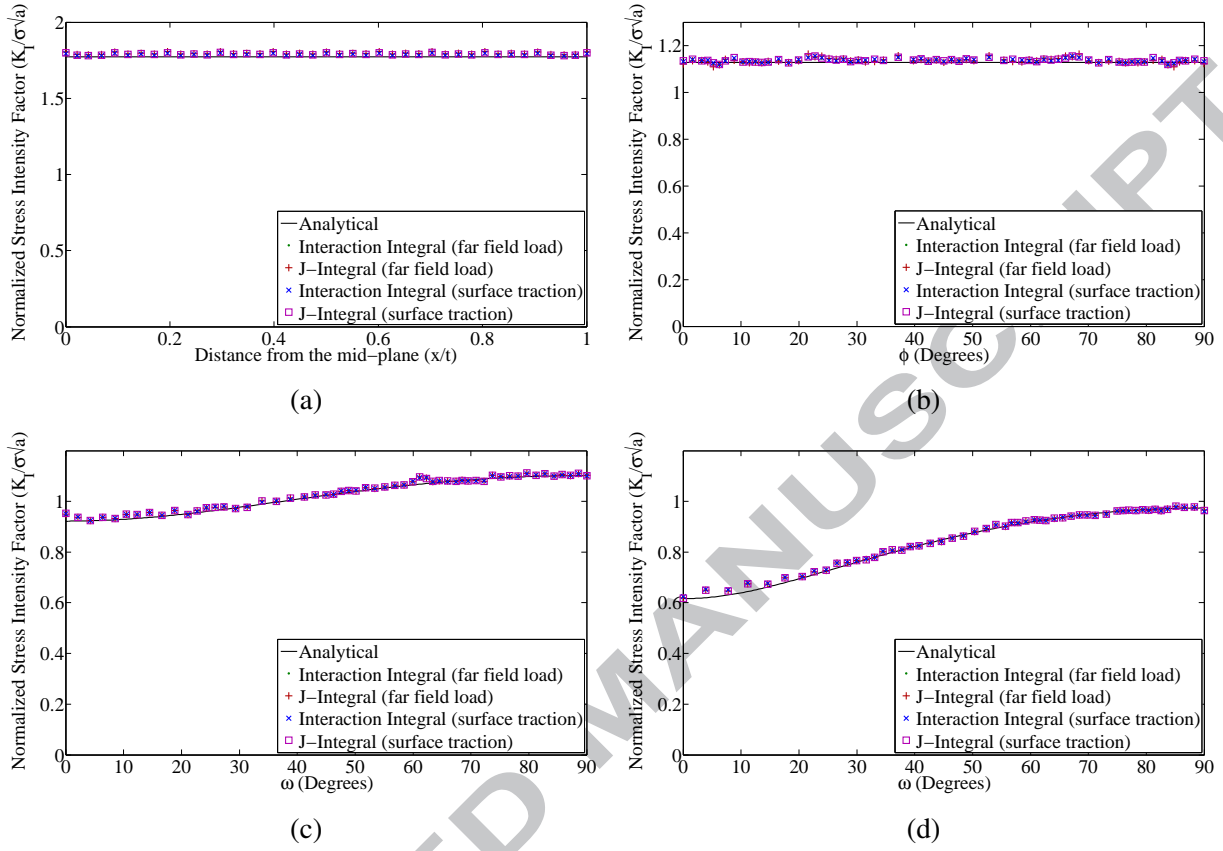 Normalized Stress Intensity Factor (K_I/σ√a)
2
1.5
1
0.5
0
0
0.2
0.4
0.6
0.8
1
Distance from the mid−plane (x/t)
Analytical
Interaction Integral (far field load)
J−Integral (far field load)
Interaction Integral (surface traction)
J−Integral (surface traction)
(a)
Normalized Stress Intensity Factor (K_I/σ√a)
1.2
1
0.8
0.6
0.4
0.2
0
0
10
20
30
40
50
60
70
80
90
ϕ (Degrees)
Analytical
Interaction Integral (far field load)
J−Integral (far field load)
Interaction Integral (surface traction)
J−Integral (surface traction)
(b)
Normalized Stress Intensity Factor (K_I/σ√a)
1
0.8
0.6
0.4
0.2
0
0
10
20
30
40
50
60
70
80
90
ω (Degrees)
Analytical
Interaction Integral (far field load)
J−Integral (far field load)
Interaction Integral (surface traction)
J−Integral (surface traction)
(c)
Normalized Stress Intensity Factor (K_I/σ√a)
1
0.8
0.6
0.4
0.2
0
0
10
20
30
40
50
60
70
80
90
ω (Degrees)
Analytical
Interaction Integral (far field load)
J−Integral (far field load)
Interaction Integral (surface traction)
J−Integral (surface traction)
(d)
ED MANUSCRIPT